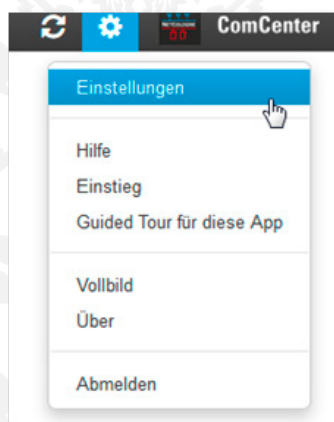 ComCenter
Einstellungen
Hilfe
Einstieg
Guided Tour für diese App
Vollbild
Über
Abmelden